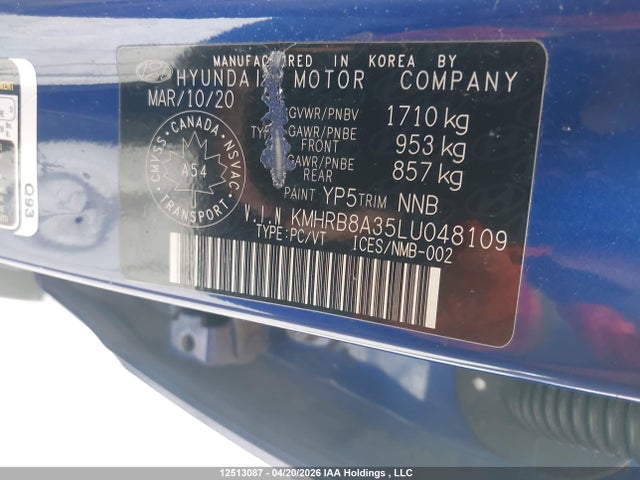 MANUFACTURED IN KOREA BY
HYUNDAI MOTOR COMPANY
MAR/10/20
GVWR/PNBV 1710 kg
GAWR/PNBE FRONT 953 kg
GAWR/PNBE REAR 857 kg
CANADA
CMVSS NSVAC
A54
TRANSPORT
PAINT YP5 TRIM NNB
V.I.N KMHRB8A35LU048109
TYPE:PC/VT ICES/NMB-002
Q93
12513087 - 04/20/2026 IAA Holdings , LLC